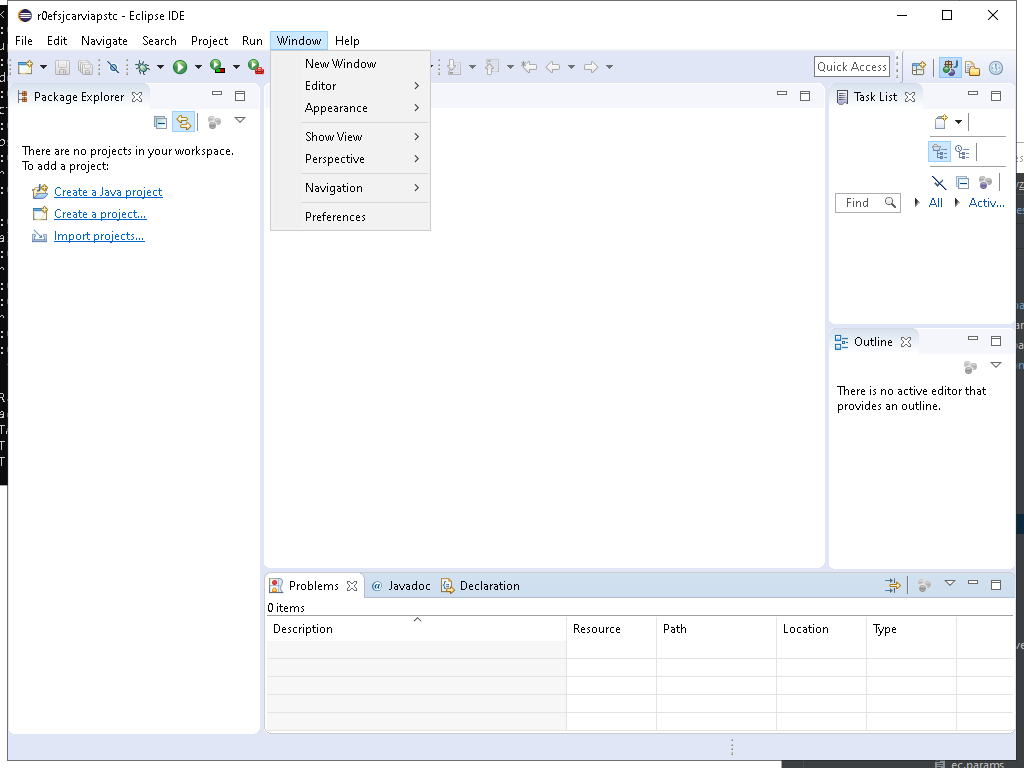 r0efsjcarviapstc - Eclipse IDE
File Edit Navigate Search Project Run Window Help
New Window
Editor
Appearance
Show View
Perspective
Navigation
Preferences
Quick Access
Package Explorer
There are no projects in your workspace.
To add a project:
Create a Java project
Create a project...
Import projects...
Task List
Find All Activ...
Outline
There is no active editor that
provides an outline.
Problems @ Javadoc Declaration
0 items
Description Resource Path Location Type
ec.params